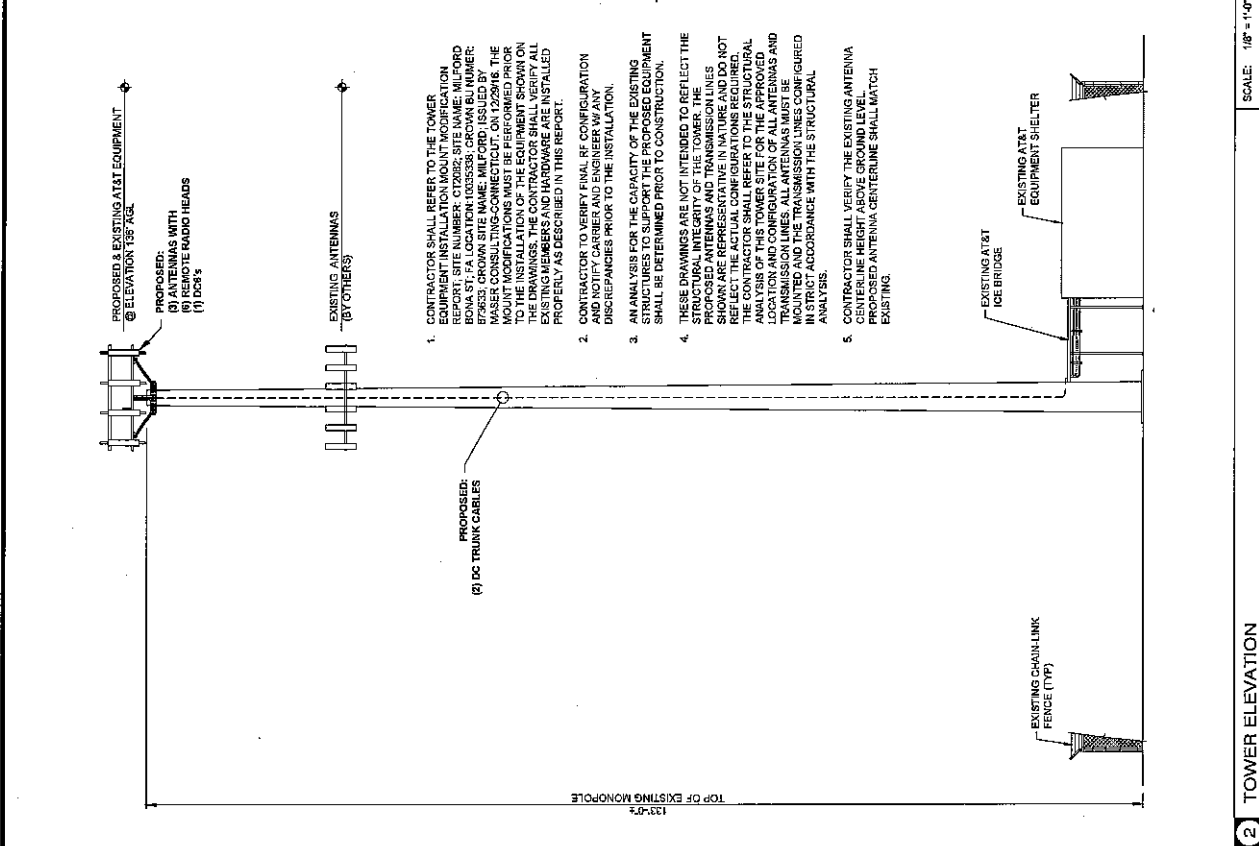 PROPOSED & EXISTING AT&T EQUIPMENT
@ ELEVATION 136' AGL
PROPOSED:
(3) ANTENNAS WITH
(6) REMOTE RADIO HEADS
(1) DC6's
EXISTING ANTENNAS
(BY OTHERS)
PROPOSED:
(2) DC TRUNK CABLES
1. CONTRACTOR SHALL REFER TO THE TOWER
EQUIPMENT INSTALLATION MOUNT MODIFICATION
REPORT; SITE NUMBER: CT2082; SITE NAME: MILFORD
BONA ST; FA LOCATION:10035338; CROWN BU NUMER:
873633; CROWN SITE NAME: MILFORD; ISSUED BY
MASER CONSULTING-CONNECTICUT. ON 12/29/16. THE
MOUNT MODIFICATIONS MUST BE PERFORMED PRIOR
TO THE INSTALLATION OF THE EQUIPMENT SHOWN ON
THE DRAWINGS. THE CONTRACTOR SHALL VERIFY ALL
EXISTING MEMBERS AND HARDWARE ARE INSTALLED
PROPERLY AS DESCRIBED IN THIS REPORT.
2. CONTRACTOR TO VERIFY FINAL RF CONFIGURATION
AND NOTIFY CARRIER AND ENGINEER W/ ANY
DISCREPANCIES PRIOR TO THE INSTALLATION.
3. AN ANALYSIS FOR THE CAPACITY OF THE EXISTING
STRUCTURES TO SUPPORT THE PROPOSED EQUIPMENT
SHALL BE DETERMINED PRIOR TO CONSTRUCTION.
4. THESE DRAWINGS ARE NOT INTENDED TO REFLECT THE
STRUCTURAL INTEGRITY OF THE TOWER. THE
PROPOSED ANTENNAS AND TRANSMISSION LINES
SHOWN ARE REPRESENTATIVE IN NATURE AND DO NOT
REFLECT THE ACTUAL CONFIGURATIONS REQUIRED.
THE CONTRACTOR SHALL REFER TO THE STRUCTURAL
ANALYSIS OF THIS TOWER SITE FOR THE APPROVED
LOCATION AND CONFIGURATION OF ALL ANTENNAS AND
TRANSMISSION LINES. ALL ANTENNAS MUST BE
MOUNTED AND THE TRANSMISSION LINES CONFIGURED
IN STRICT ACCORDANCE WITH THE STRUCTURAL
ANALYSIS.
5. CONTRACTOR SHALL VERIFY THE EXISTING ANTENNA
CENTERLINE HEIGHT ABOVE GROUND LEVEL.
PROPOSED ANTENNA CENTERLINE SHALL MATCH
EXISTING.
EXISTING AT&T
ICE BRIDGE
EXISTING AT&T
EQUIPMENT SHELTER
EXISTING CHAIN-LINK
FENCE (TYP)
133'-0"±
TOP OF EXISTING MONOPOLE
2 TOWER ELEVATION
SCALE: 1/8" = 1'-0"